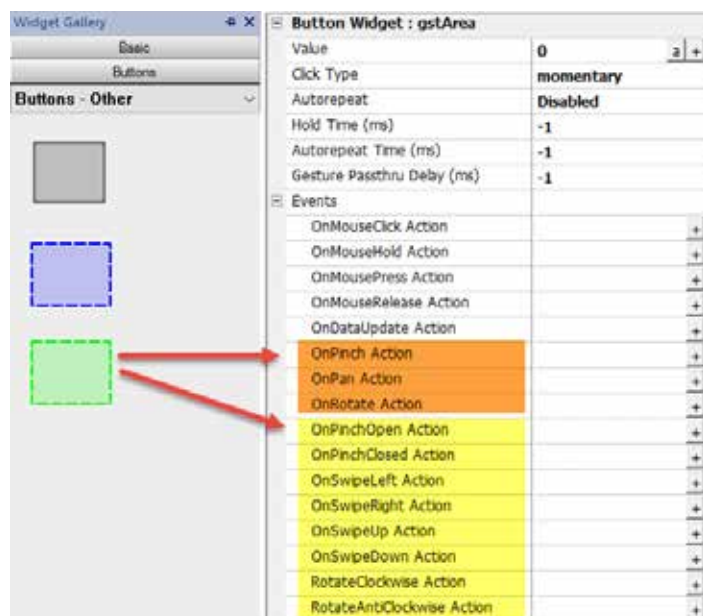 Widget Gallery
Basic
Buttons
Buttons - Other
Button Widget : gstArea
Value 0 a +
Click Type momentary
Autorepeat Disabled
Hold Time (ms) -1
Autorepeat Time (ms) -1
Gesture Passthru Delay (ms) -1
Events
OnMouseClick Action +
OnMouseHold Action +
OnMousePress Action +
OnMouseRelease Action +
OnDataUpdate Action +
OnPinch Action +
OnPan Action +
OnRotate Action +
OnPinchOpen Action +
OnPinchClosed Action +
OnSwipeLeft Action +
OnSwipeRight Action +
OnSwipeUp Action +
OnSwipeDown Action +
RotateClockwise Action +
RotateAntiClockwise Action +